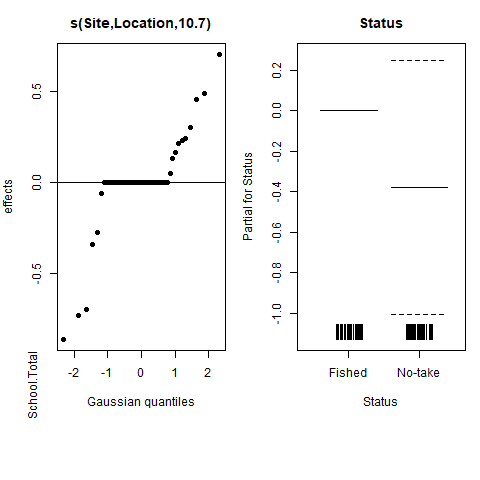 s(Site,Location,10.7)
effects
0.5
0.0
-0.5
School.Total
-2
-1
0
1
2
Gaussian quantiles
Status
Partial for Status
0.2
0.0
-0.2
-0.4
-0.6
-0.8
-1.0
Fished
No-take
Status